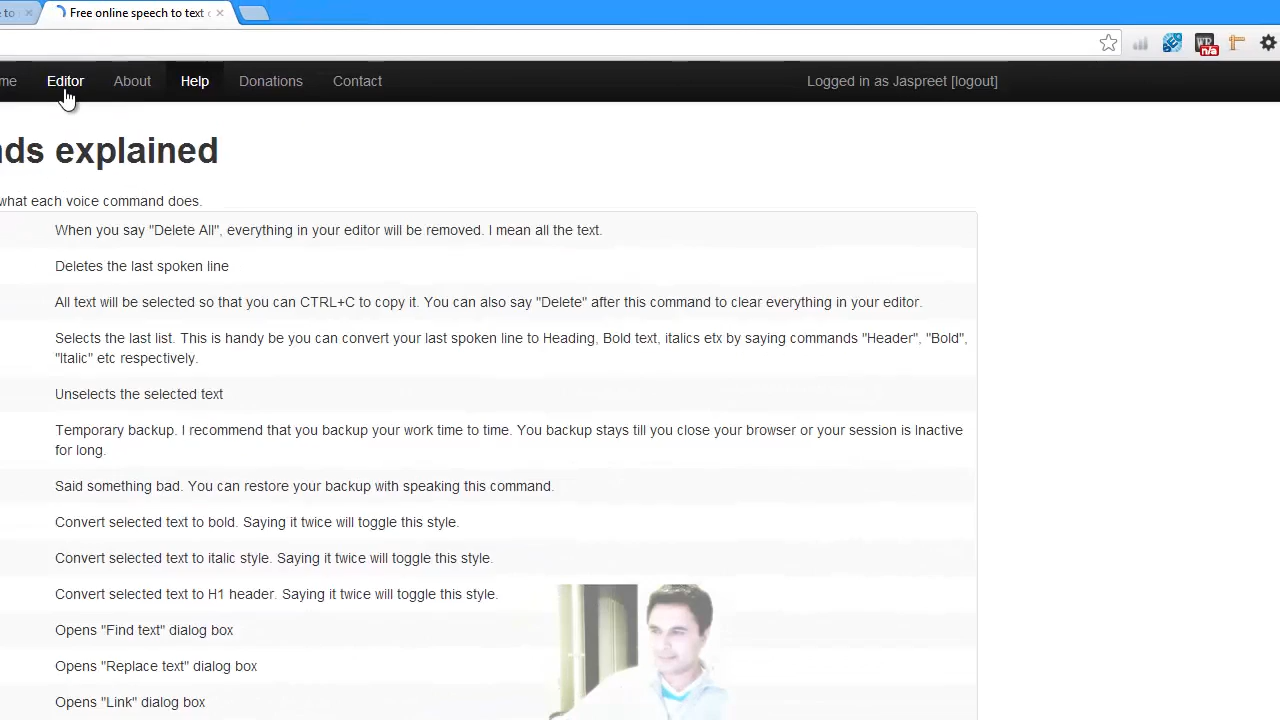 e to
Free online speech to text c
n/a
me Editor About Help Donations Contact Logged in as Jaspreet [logout]
nds explained
what each voice command does.
When you say "Delete All", everything in your editor will be removed. I mean all the text.
Deletes the last spoken line
All text will be selected so that you can CTRL+C to copy it. You can also say "Delete" after this command to clear everything in your editor.
Selects the last list. This is handy be you can convert your last spoken line to Heading, Bold text, italics etx by saying commands "Header", "Bold",
"Italic" etc respectively.
Unselects the selected text
Temporary backup. I recommend that you backup your work time to time. You backup stays till you close your browser or your session is Inactive
for long.
Said something bad. You can restore your backup with speaking this command.
Convert selected text to bold. Saying it twice will toggle this style.
Convert selected text to italic style. Saying it twice will toggle this style.
Convert selected text to H1 header. Saying it twice will toggle this style.
Opens "Find text" dialog box
Opens "Replace text" dialog box
Opens "Link" dialog box